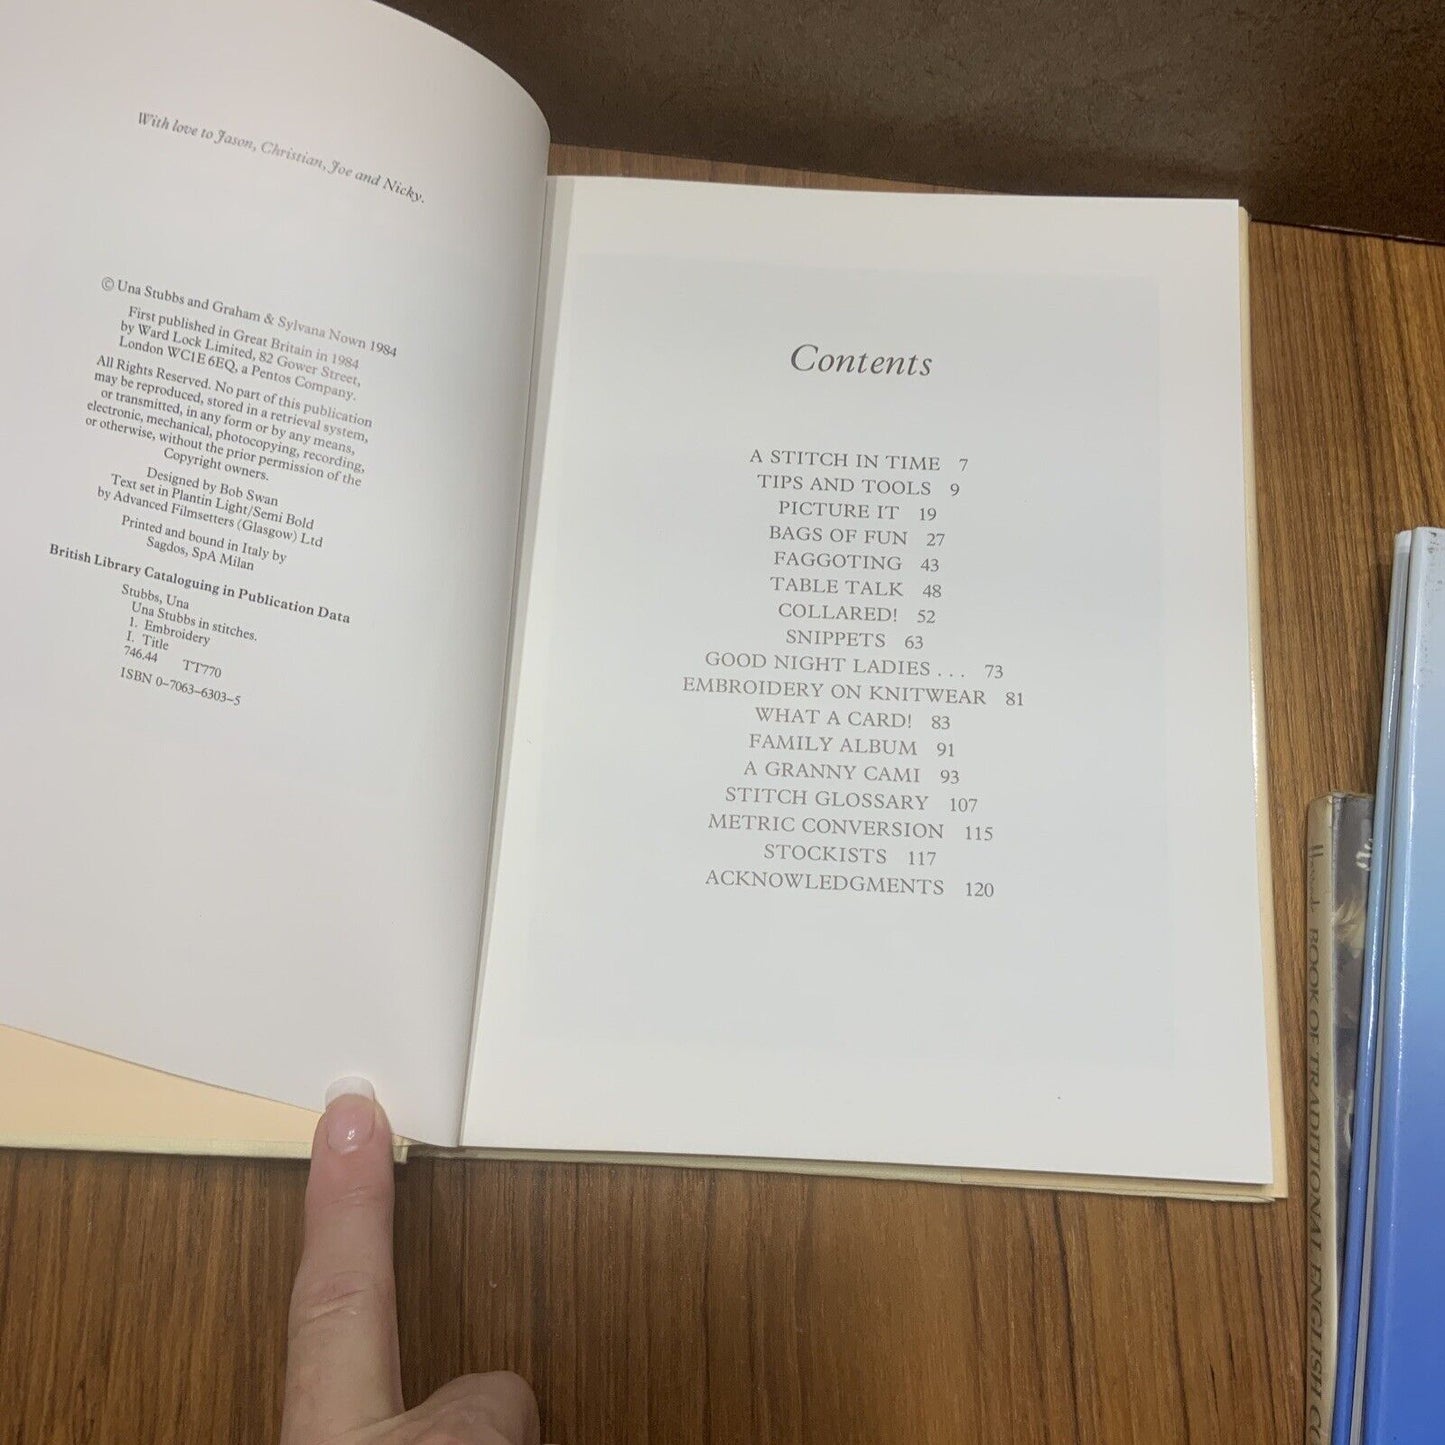 With love to Jason, Christian, Joe and Nicky.
© Una Stubbs and Graham & Sylvana Nown 1984
First published in Great Britain in 1984
by Ward Lock Limited, 82 Gower Street,
London WC1E 6EQ, a Pentos Company.
All Rights Reserved. No part of this publication
may be reproduced, stored in a retrieval system,
or transmitted, in any form or by any means,
electronic, mechanical, photocopying, recording,
or otherwise, without the prior permission of the
Copyright owners.
Designed by Bob Swan
Text set in Plantin Light/Semi Bold
by Advanced Filmsetters (Glasgow) Ltd
Printed and bound in Italy by
Sagdos, SpA Milan
British Library Cataloguing in Publication Data
Stubbs, Una
Una Stubbs in stitches.
1. Embroidery
I. Title
746.44 TT770
ISBN 0-7063-6303-5
Contents
A STITCH IN TIME 7
TIPS AND TOOLS 9
PICTURE IT 19
BAGS OF FUN 27
FAGGOTING 43
TABLE TALK 48
COLLARED! 52
SNIPPETS 63
GOOD NIGHT LADIES . . . 73
EMBROIDERY ON KNITWEAR 81
WHAT A CARD! 83
FAMILY ALBUM 91
A GRANNY CAMI 93
STITCH GLOSSARY 107
METRIC CONVERSION 115
STOCKISTS 117
ACKNOWLEDGMENTS 120
BOOK OF TRADITIONAL ENGLISH